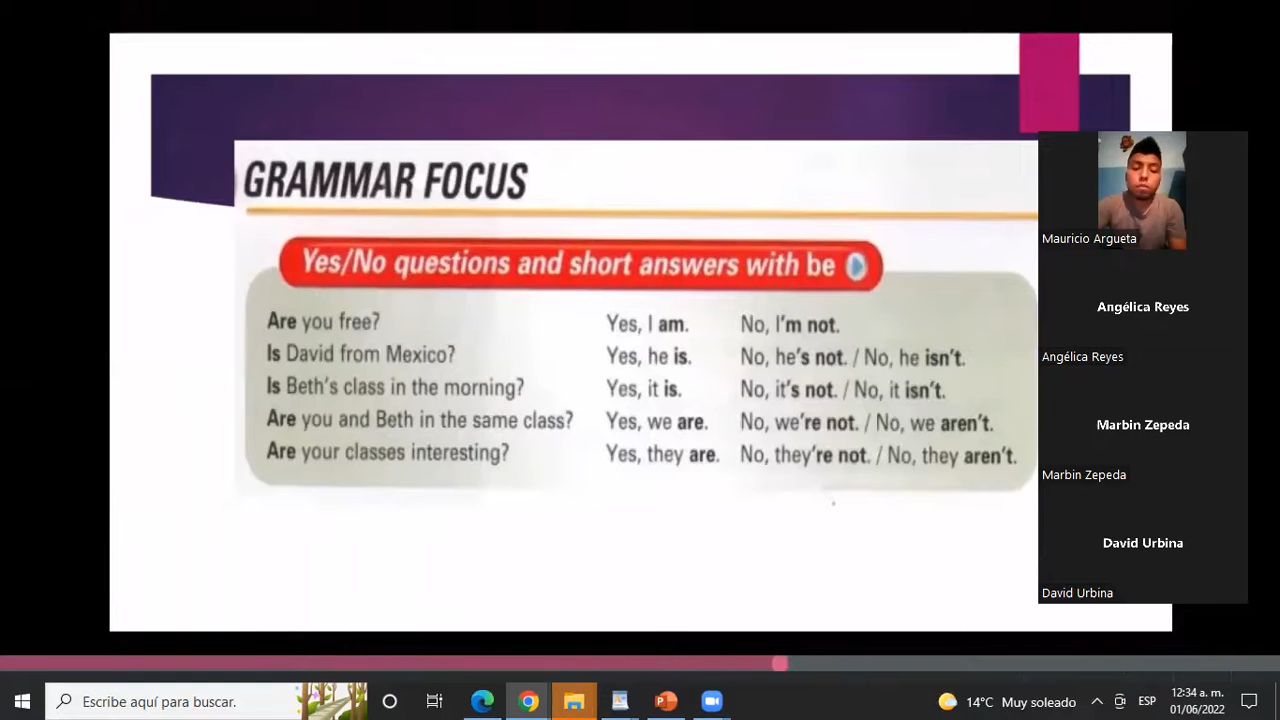 GRAMMAR FOCUS
Yes/No questions and short answers with be
Are you free? Yes, I am. No, I'm not.
Is David from Mexico? Yes, he is. No, he's not. / No, he isn't.
Is Beth's class in the morning? Yes, it is. No, it's not. / No, it isn't.
Are you and Beth in the same class? Yes, we are. No, we're not. / No, we aren't.
Are your classes interesting? Yes, they are. No, they're not. / No, they aren't.
Mauricio Argueta
Angélica Reyes
Angélica Reyes
Marbin Zepeda
Marbin Zepeda
David Urbina
David Urbina
Escribe aquí para buscar.
14°C Muy soleado
ESP
12:34 a. m.
01/06/2022